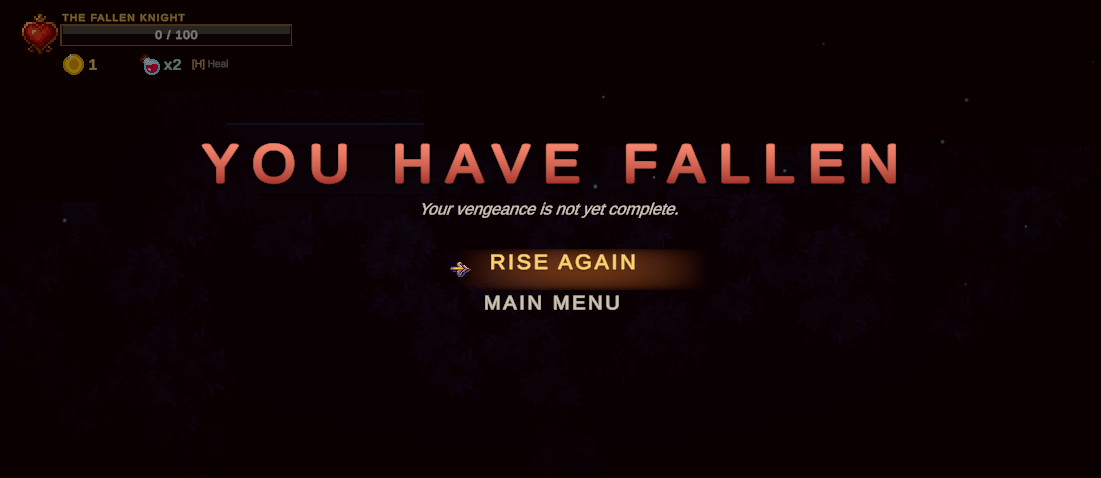 THE FALLEN KNIGHT
0 / 100
1 x2 [H] Heal
YOU HAVE FALLEN
Your vengeance is not yet complete.
RISE AGAIN
MAIN MENU